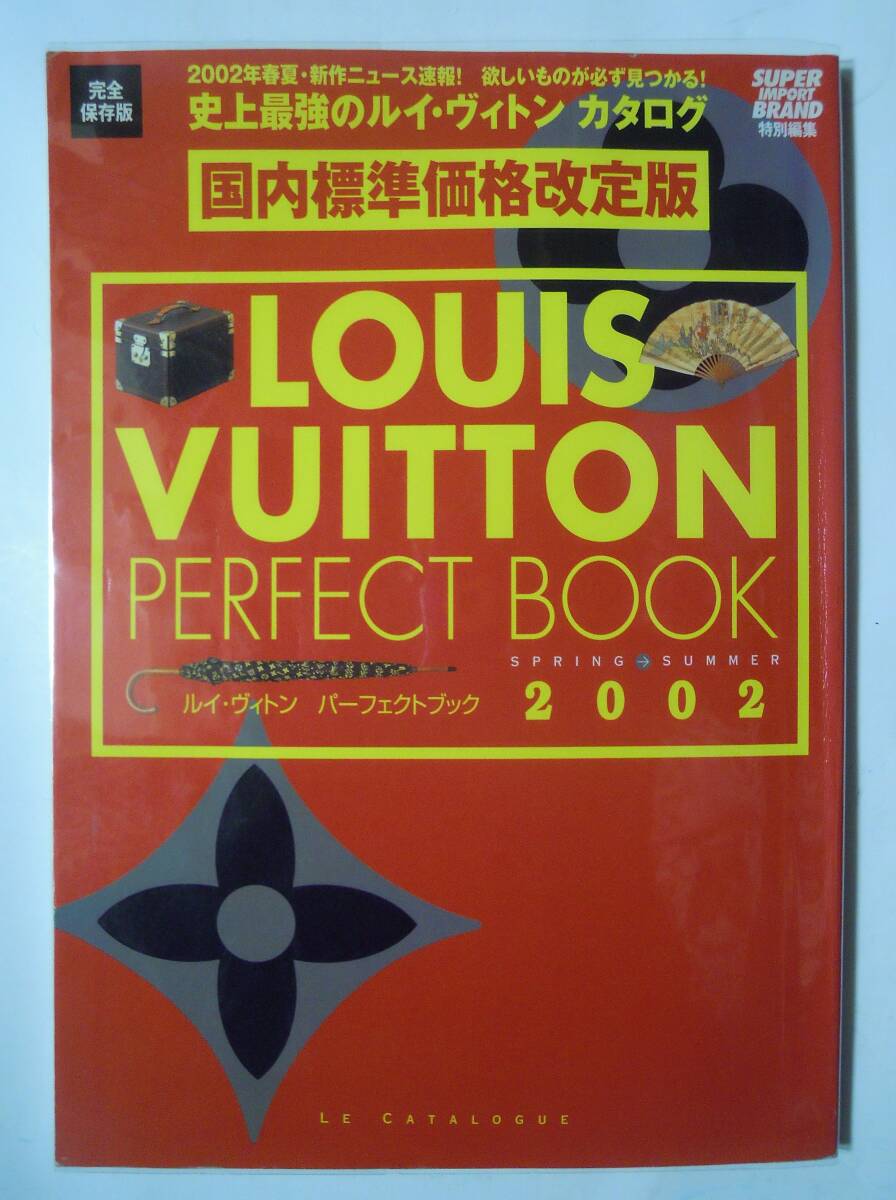 完全
保存版
2002年春夏・新作ニュース速報! 欲しいものが必ず見つかる!
史上最強のルイ・ヴィトン カタログ
SUPER
IMPORT
BRAND
特別編集
国内標準価格改定版
LOUIS
VUITTON
PERFECT BOOK
SPRING→SUMMER
ルイ・ヴィトン パーフェクトブック
2002
LE CATALOGUE